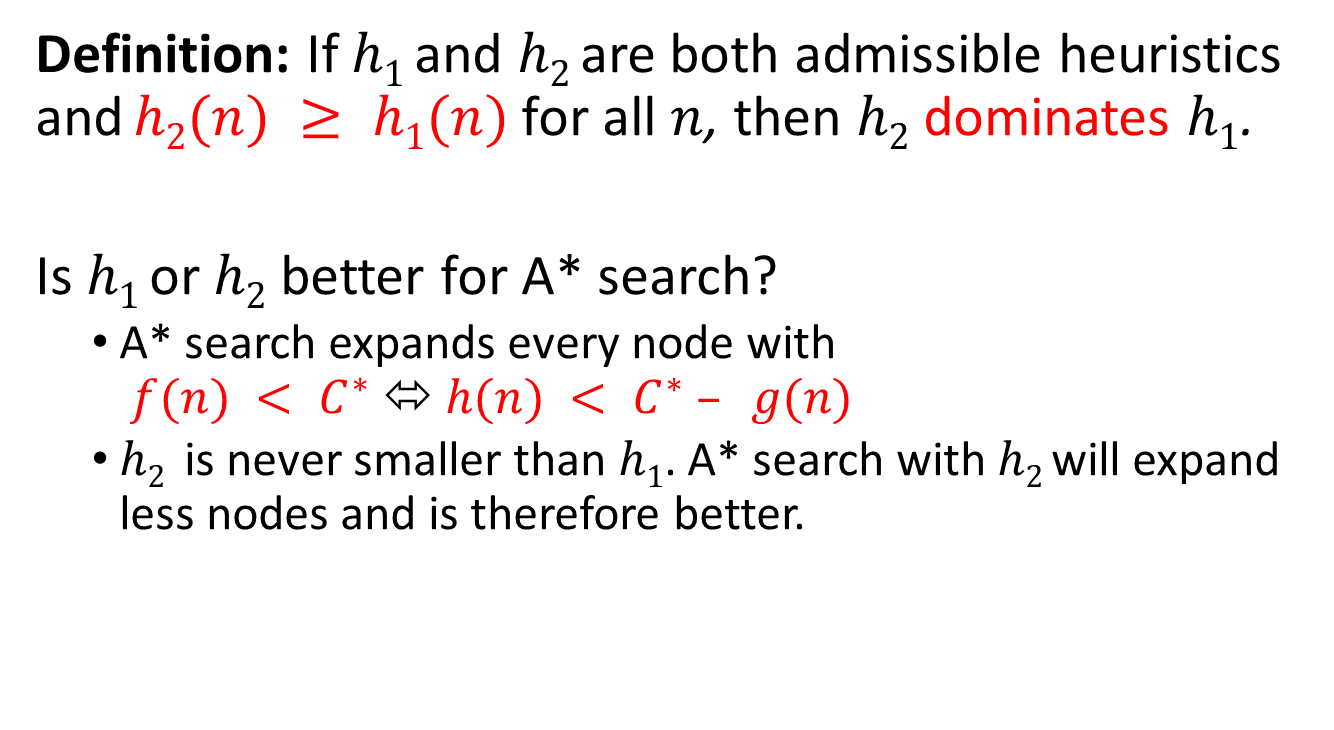 Definition: If h₁ and h₂ are both admissible heuristics
and h₂(n) ≥ h₁(n) for all n, then h₂ dominates h₁.
Is h₁ or h₂ better for A* search?
• A* search expands every node with
f(n) < C* ⬄ h(n) < C* – g(n)
• h₂ is never smaller than h₁. A* search with h₂ will expand
less nodes and is therefore better.